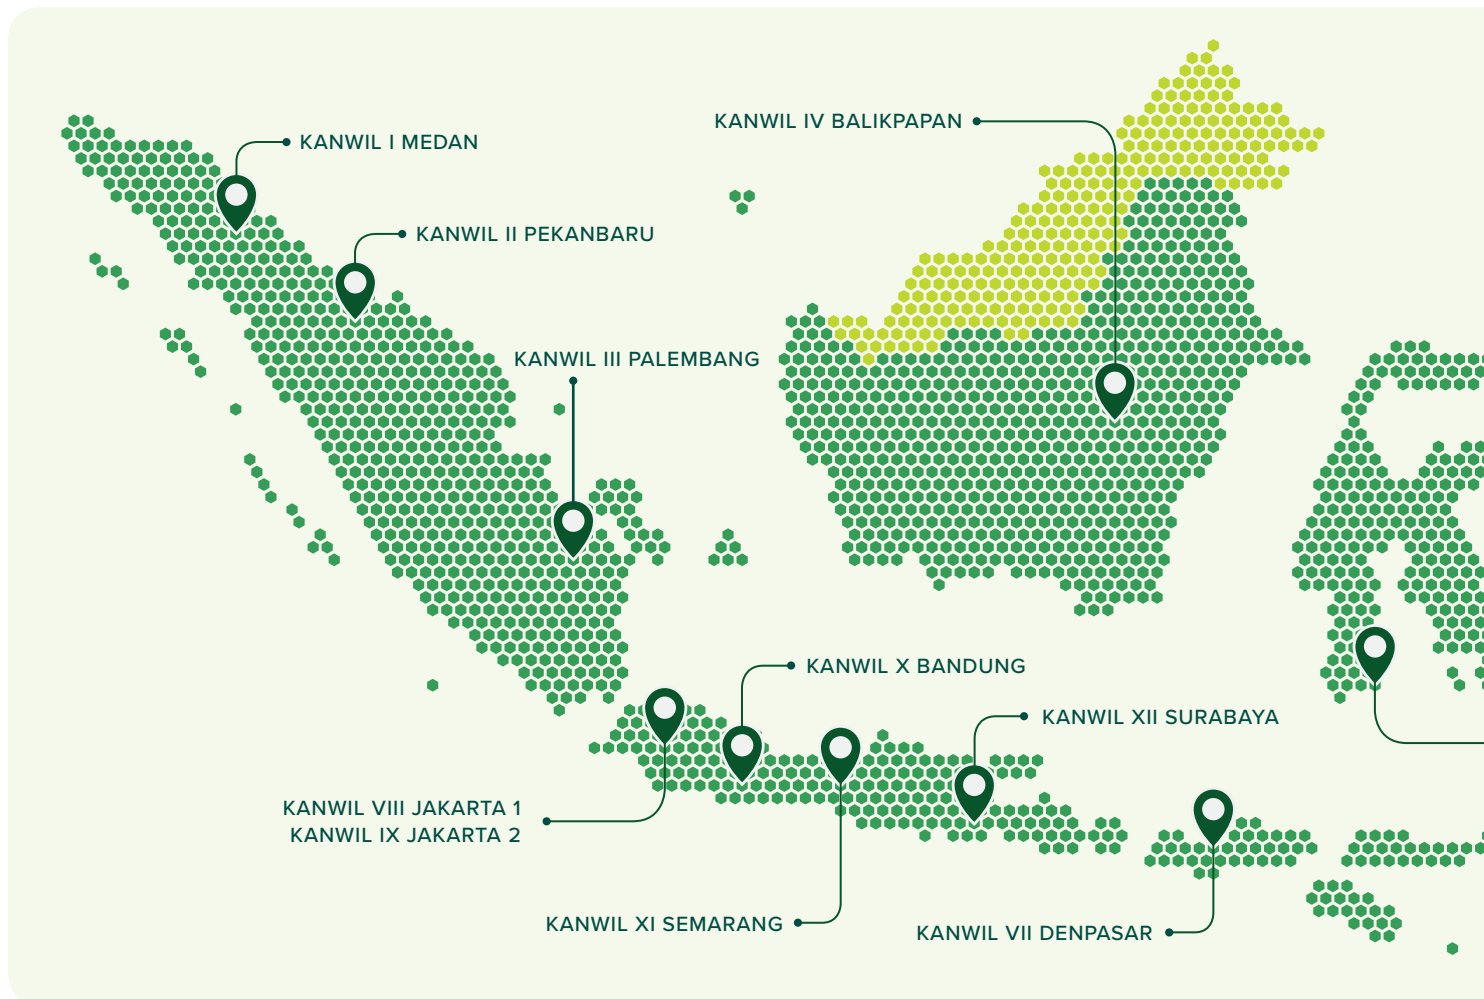 KANWIL I MEDAN
KANWIL IV BALIKPAPAN
KANWIL II PEKANBARU
KANWIL III PALEMBANG
KANWIL X BANDUNG
KANWIL XII SURABAYA
KANWIL VIII JAKARTA 1
KANWIL IX JAKARTA 2
KANWIL XI SEMARANG
KANWIL VII DENPASAR